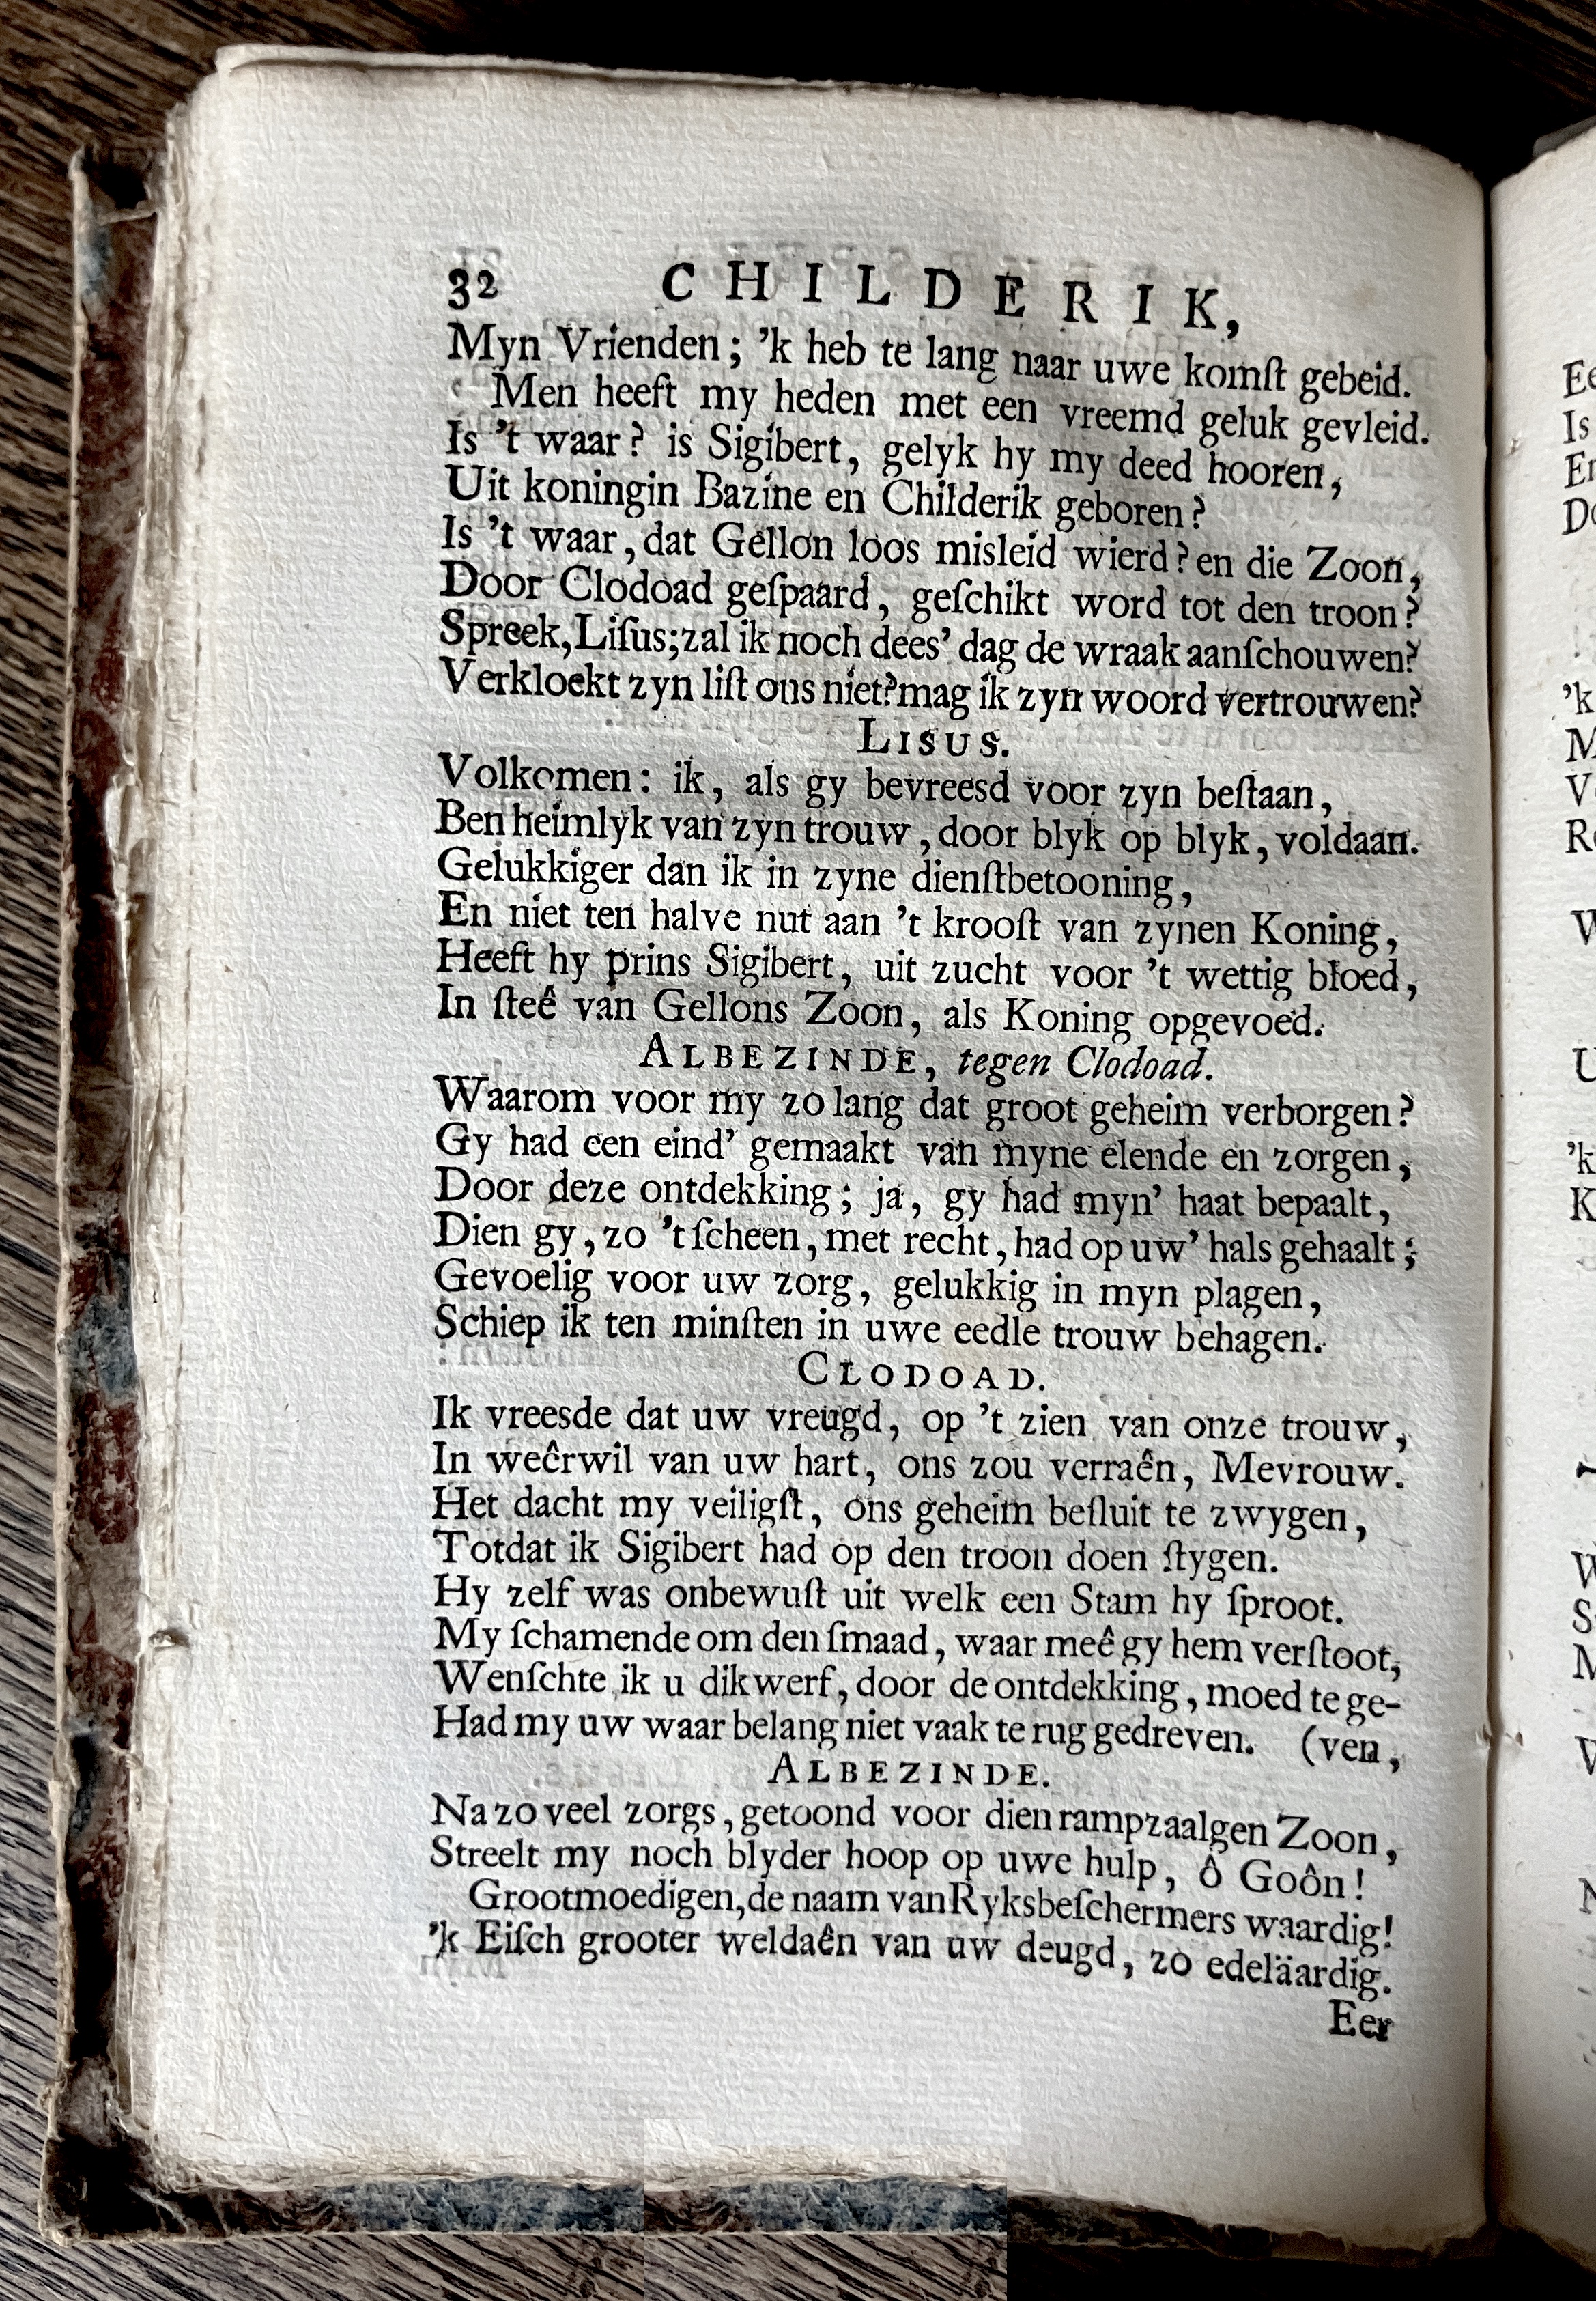 32 CHILDERIK,
Myn Vrienden; 'k heb te lang naar uwe komſt gebeid.
Men heeft my heden met een vreemd geluk gevleid.
Is 't waar? is Sigibert, gelyk hy my deed hooren,
Uit koningin Bazine en Childerik geboren?
Is 't waar, dat Gellon loos misleid wierd? en die Zoon,
Door Clodoad geſpaard, geſchikt word tot den troon?
Spreek, Liſus; zal ik noch dees' dag de wraak aanſchouwen?
Verkloekt zyn liſt ons niet? mag ik zyn woord vertrouwen?
LISUS.
Volkomen: ik, als gy bevreesd voor zyn beſtaan,
Ben heimlyk van zyn trouw, door blyk op blyk, voldaan.
Gelukkiger dan ik in zyne dienſtbetooning,
En niet ten halve nut aan 't krooſt van zynen Koning,
Heeft hy prins Sigibert, uit zucht voor 't wettig bloed,
In ſteê van Gellons Zoon, als Koning opgevoed.
ALBEZINDE, tegen Clodoad.
Waarom voor my zo lang dat groot geheim verborgen?
Gy had een eind' gemaakt van myne elende en zorgen,
Door deze ontdekking; ja, gy had myn' haat bepaalt,
Dien gy, zo 't ſcheen, met recht, had op uw' hals gehaalt;
Gevoelig voor uw zorg, gelukkig in myn plagen,
Schiep ik ten minſten in uwe eedle trouw behagen.
CLODOAD.
Ik vreesde dat uw vreugd, op 't zien van onze trouw,
In weêrwil van uw hart, ons zou verraên, Mevrouw.
Het dacht my veiligſt, ons geheim beſluit te zwygen,
Totdat ik Sigibert had op den troon doen ſtygen.
Hy zelf was onbewuſt uit welk een Stam hy ſproot.
My ſchamende om den ſmaad, waar meê gy hem verſtoot,
Wenſchte ik u dikwerf, door de ontdekking, moed te ge-
Had my uw waar belang niet vaak te rug gedreven. (ven,
ALBEZINDE.
Na zo veel zorgs, getoond voor dien rampzaalgen Zoon,
Streelt my noch blyder hoop op uwe hulp, ô Goôn!
Grootmoedigen, de naam van Ryksbeſchermers waardig!
'k Eiſch grooter weldaên van uw deugd, zo edeläardig.
Eer